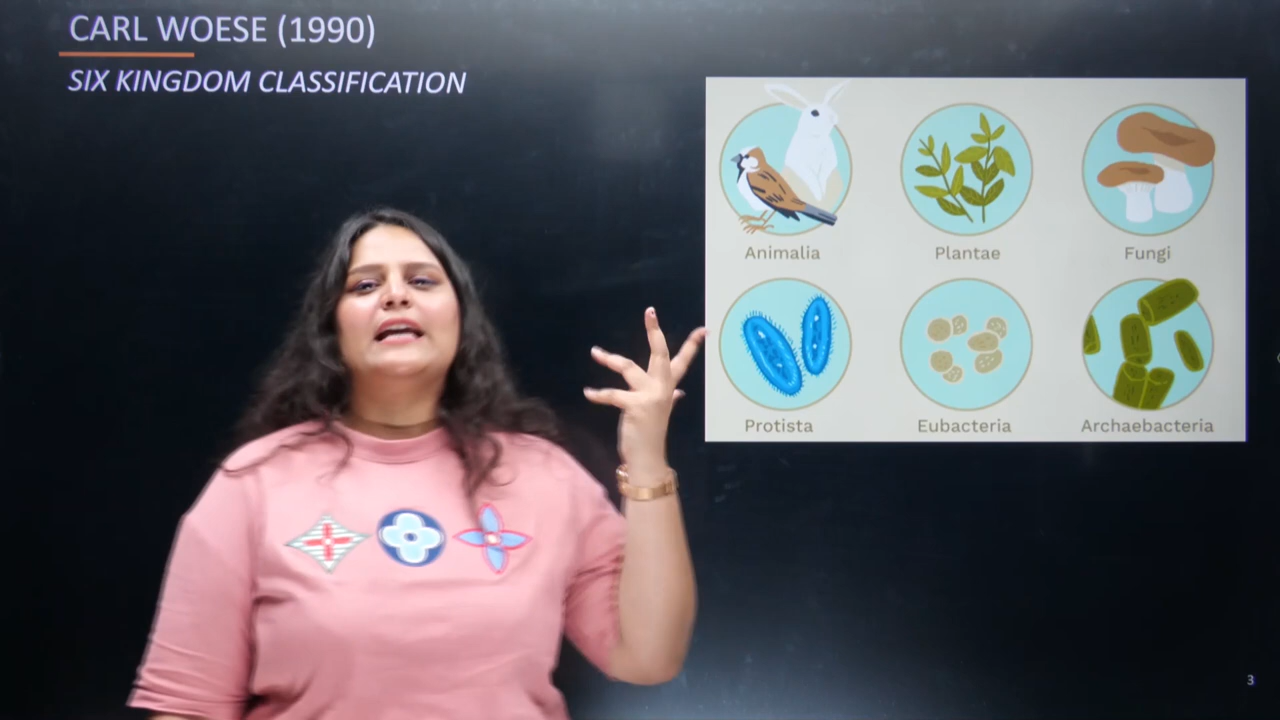 CARL WOESE (1990)
SIX KINGDOM CLASSIFICATION
Animalia
Plantae
Fungi
Protista
Eubacteria
Archaebacteria
3